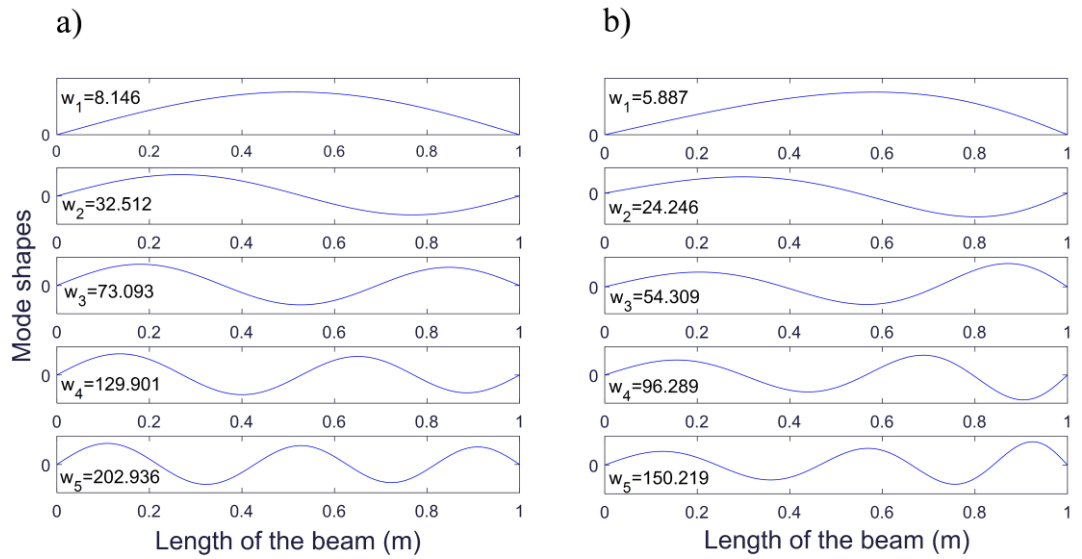 a)
w1=8.146
0
0 0.2 0.4 0.6 0.8 1
w2=32.512
0
0 0.2 0.4 0.6 0.8 1
w3=73.093
0
0 0.2 0.4 0.6 0.8 1
w4=129.901
0
0 0.2 0.4 0.6 0.8 1
w5=202.936
0
0 0.2 0.4 0.6 0.8 1
Mode shapes
Length of the beam (m)
b)
w1=5.887
0
0 0.2 0.4 0.6 0.8 1
w2=24.246
0
0 0.2 0.4 0.6 0.8 1
w3=54.309
0
0 0.2 0.4 0.6 0.8 1
w4=96.289
0
0 0.2 0.4 0.6 0.8 1
w5=150.219
0
0 0.2 0.4 0.6 0.8 1
Length of the beam (m)